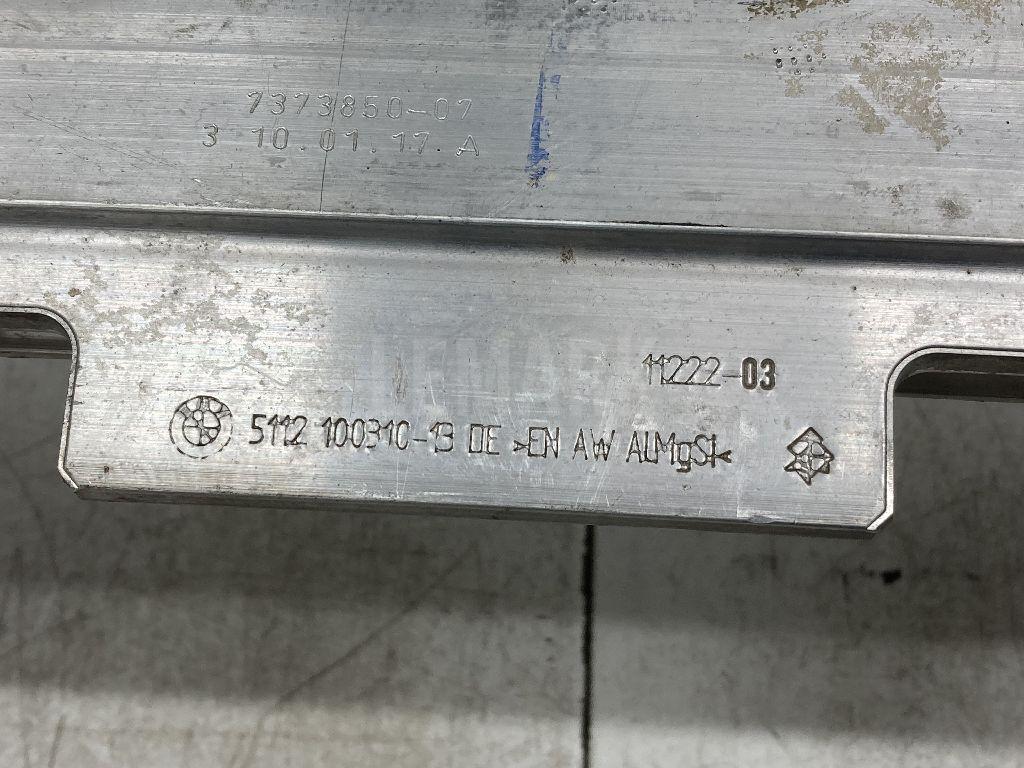 7373850-07
3 10.01.17.A
11222-03
5112 100310-13 DE >EN AW ALMgSI<